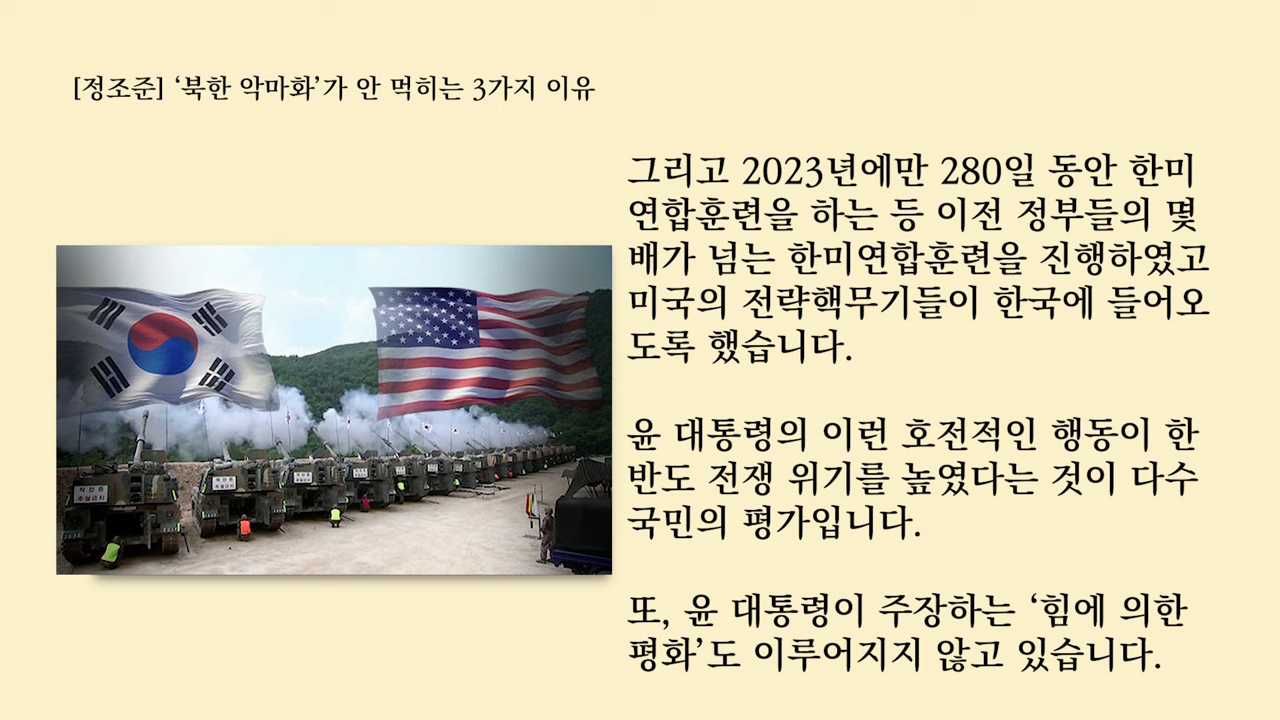 [정조준] ‘북한 악마화’가 안 먹히는 3가지 이유
그리고 2023년에만 280일 동안 한미
연합훈련을 하는 등 이전 정부들의 몇
배가 넘는 한미연합훈련을 진행하였고
미국의 전략핵무기들이 한국에 들어오
도록 했습니다.
윤 대통령의 이런 호전적인 행동이 한
반도 전쟁 위기를 높였다는 것이 다수
국민의 평가입니다.
또, 윤 대통령이 주장하는 ‘힘에 의한
평화’도 이루어지지 않고 있습니다.
작전중
추월금지